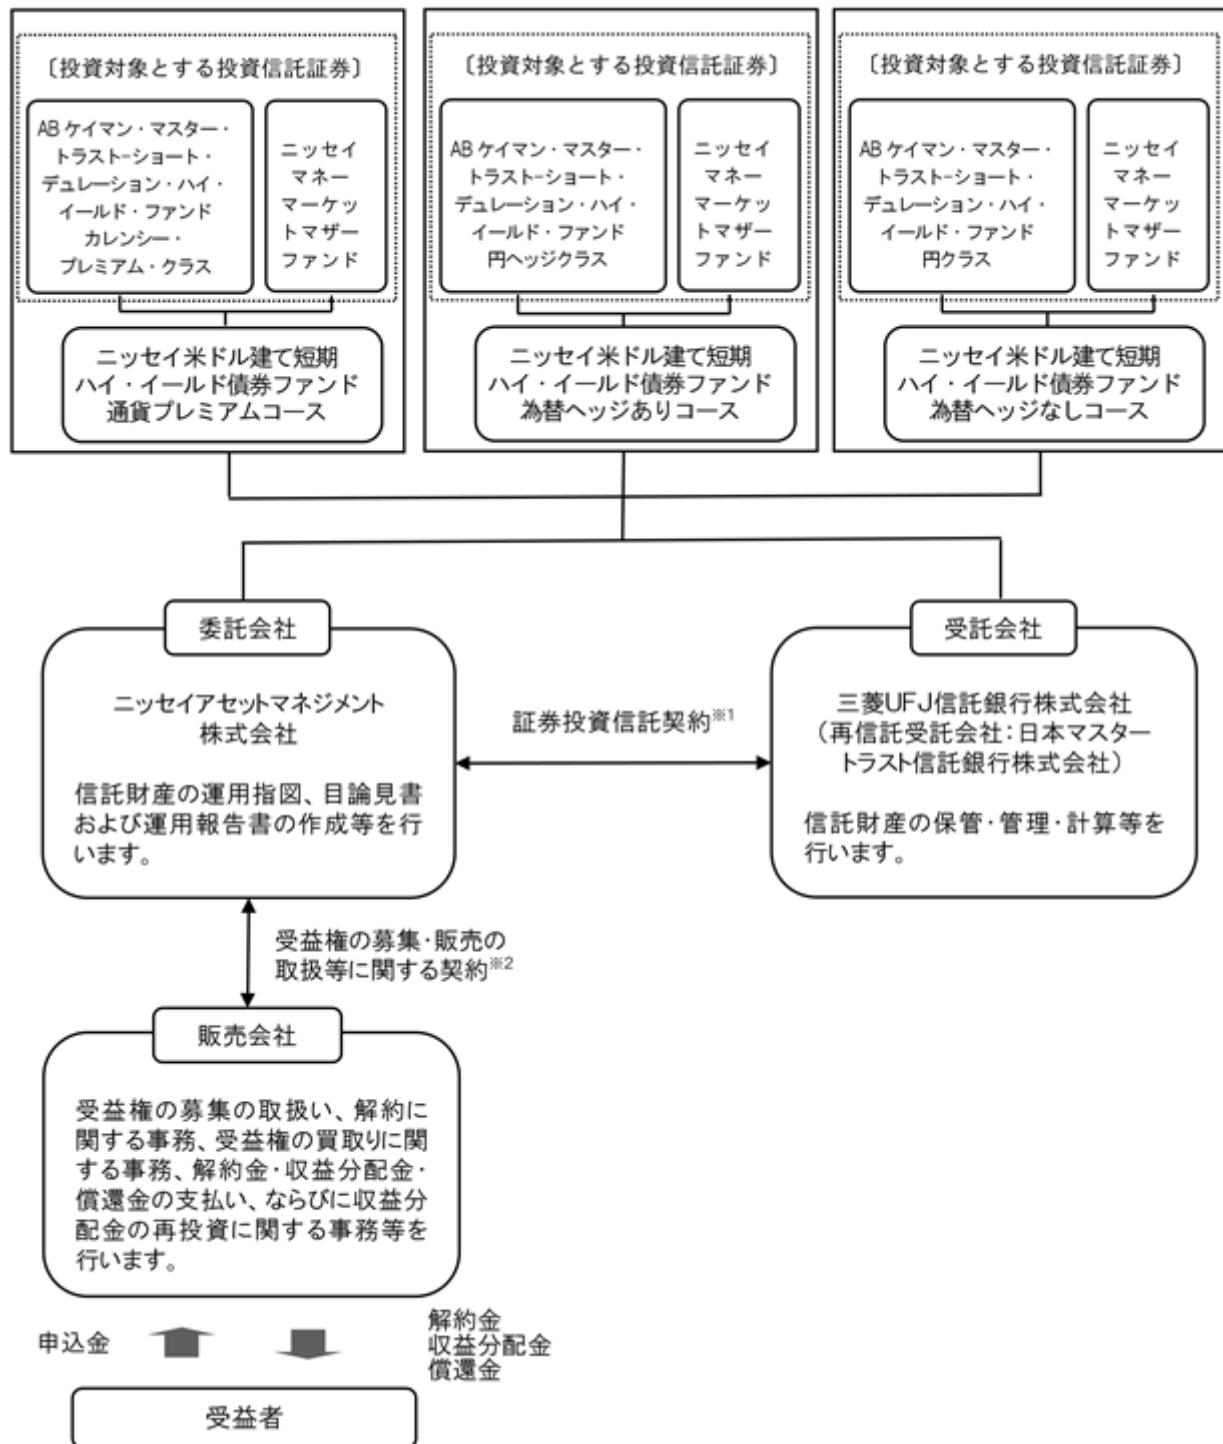 〔投資対象とする投資信託証券〕
AB ケイマン・マスター・
トラスト-ショート・
デュレーション・ハイ・
イールド・ファンド
カレンシー・
プレミアム・クラス
ニッセイ
マネー
マーケッ
トマザー
ファンド
ニッセイ米ドル建て短期
ハイ・イールド債券ファンド
通貨プレミアムコース
〔投資対象とする投資信託証券〕
AB ケイマン・マスター・
トラスト-ショート・
デュレーション・ハイ・
イールド・ファンド
円ヘッジクラス
ニッセイ
マネー
マーケッ
トマザー
ファンド
ニッセイ米ドル建て短期
ハイ・イールド債券ファンド
為替ヘッジありコース
〔投資対象とする投資信託証券〕
AB ケイマン・マスター・
トラスト-ショート・
デュレーション・ハイ・
イールド・ファンド
円クラス
ニッセイ
マネー
マーケッ
トマザー
ファンド
ニッセイ米ドル建て短期
ハイ・イールド債券ファンド
為替ヘッジなしコース
委託会社
ニッセイアセットマネジメント
株式会社
信託財産の運用指図、目論見書
および運用報告書の作成等を行
います。
証券投資信託契約※1
受託会社
三菱UFJ信託銀行株式会社
（再信託受託会社：日本マスター
トラスト信託銀行株式会社）
信託財産の保管・管理・計算等を
行います。
受益権の募集・販売の
取扱等に関する契約※2
販売会社
受益権の募集の取扱い、解約に
関する事務、受益権の買取りに関
する事務、解約金・収益分配金・
償還金の支払い、ならびに収益分
配金の再投資に関する事務等を
行います。
申込金
解約金
収益分配金
償還金
受益者